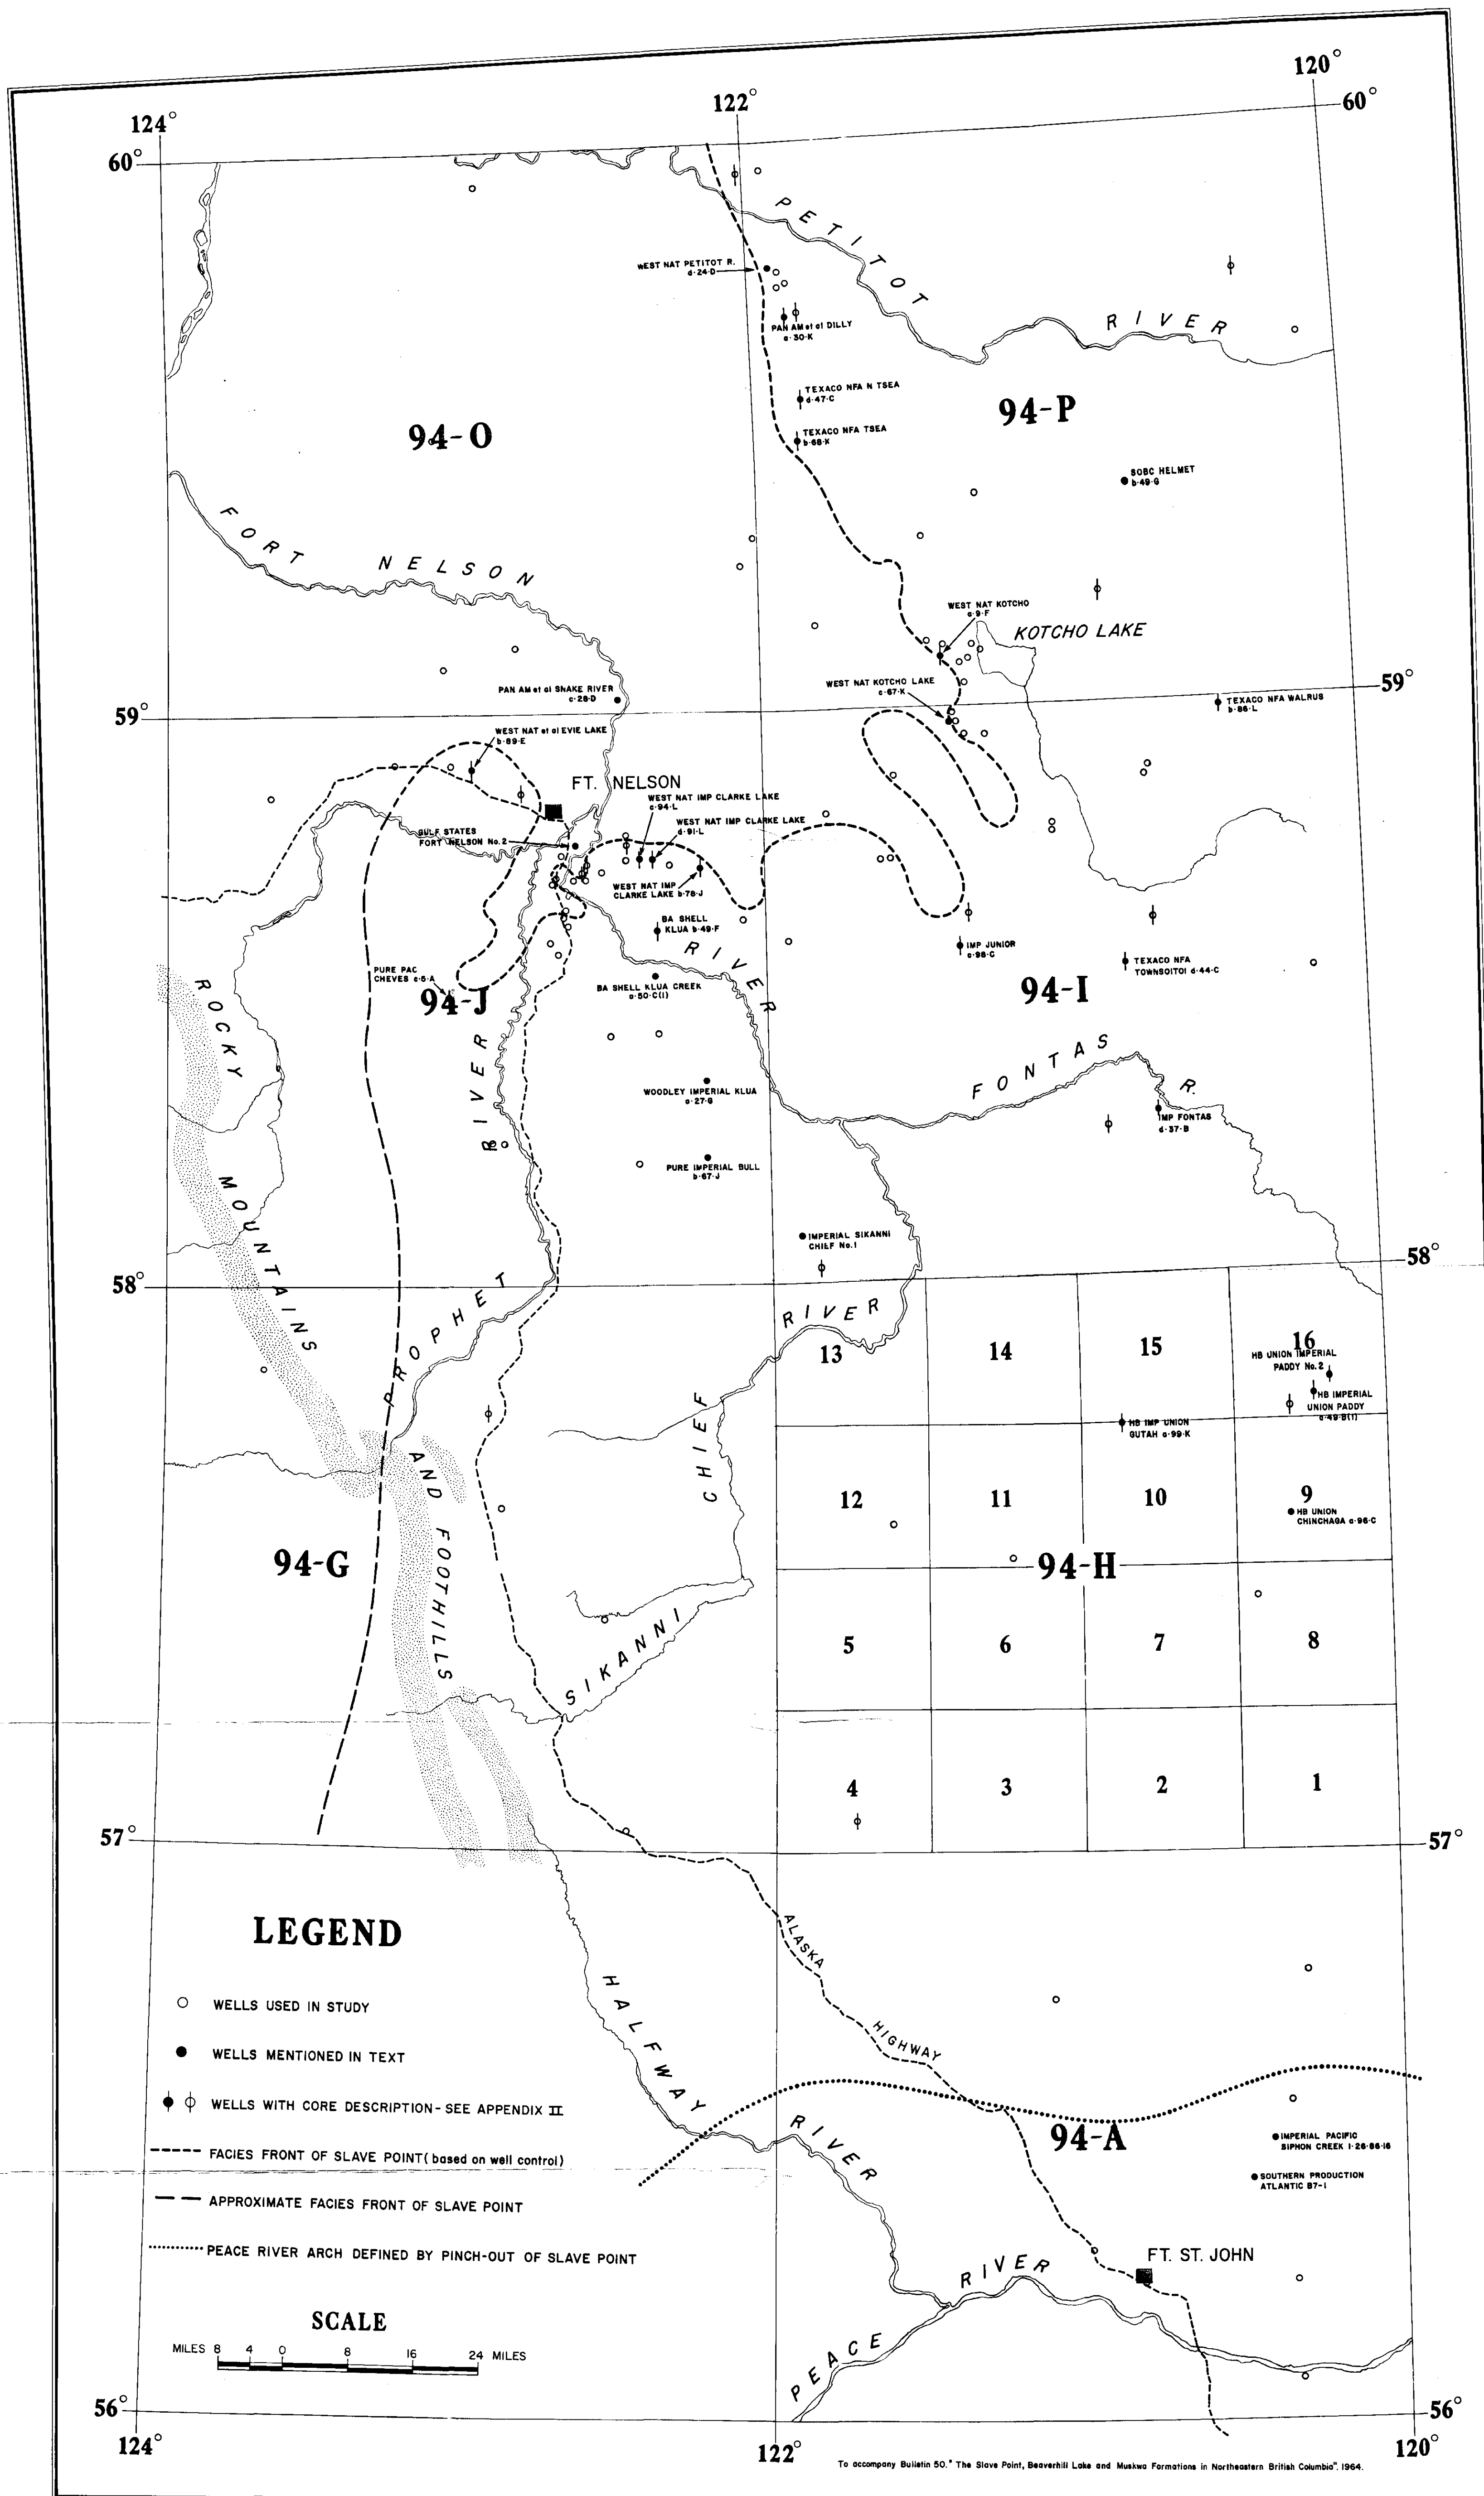 120°
122°
124°
60°
60°
PETITOT
RIVER
WEST NAT PETITOT R.
d-24-D
PAN AM et al DILLY
a-30-K
TEXACO NFA N TSEA
d-47-C
94-P
94-O
TEXACO NFA TSEA
b-68-K
SOBC HELMET
b-49-G
FORT NELSON
WEST NAT KOTCHO
c-9-F
KOTCHO LAKE
WEST NAT KOTCHO LAKE
c-67-K
59°
PAN AM et al SNAKE RIVER
c-28-D
TEXACO NFA WALRUS
b-86-L
59°
WEST NAT et al EVIE LAKE
b-89-E
FT. NELSON
WEST NAT IMP CLARKE LAKE
c-94-L
WEST NAT IMP CLARKE LAKE
d-91-L
GULF STATES
FORT NELSON No.2
WEST NAT IMP
CLARKE LAKE b-78-J
BA SHELL
KLUA b-49-F
RIVER
IMP JUNIOR
c-98-C
TEXACO NFA
TOWNSOITOI d-44-C
PURE PAC
CHEVES c-5-A
94-J
BA SHELL KLUA CREEK
a-50-C(1)
94-I
ROCKY
RIVER
FONTAS
R.
WOODLEY IMPERIAL KLUA
a-27-G
IMP FONTAS
d-37-B
PURE IMPERIAL BULL
b-67-J
MOUNTAINS
IMPERIAL SIKANNI
CHIEF No.1
58°
58°
PROPHET
RIVER
13
14
15
16
HB UNION IMPERIAL
PADDY No.2
HB IMPERIAL
UNION PADDY
a-49-B(1)
CHIEF
HB IMP UNION
GUTAH a-99-K
AND FOOTHILLS
12
11
10
9
HB UNION
CHINCHAGA a-96-C
94-G
94-H
SIKANNI
5
6
7
8
4
3
2
1
57°
57°
LEGEND
ALASKA
HIGHWAY
HALFWAY
RIVER
WELLS USED IN STUDY
WELLS MENTIONED IN TEXT
WELLS WITH CORE DESCRIPTION - SEE APPENDIX II
FACIES FRONT OF SLAVE POINT (based on well control)
APPROXIMATE FACIES FRONT OF SLAVE POINT
PEACE RIVER ARCH DEFINED BY PINCH-OUT OF SLAVE POINT
94-A
IMPERIAL PACIFIC
SIPHON CREEK 1-26-86-16
SOUTHERN PRODUCTION
ATLANTIC B7-1
FT. ST. JOHN
PEACE
RIVER
SCALE
MILES 8 4 0 8 16 24 MILES
56°
56°
124°
122°
120°
To accompany Bulletin 50. "The Slave Point, Beaverhill Lake and Muskwa Formations in Northeastern British Columbia". 1964.